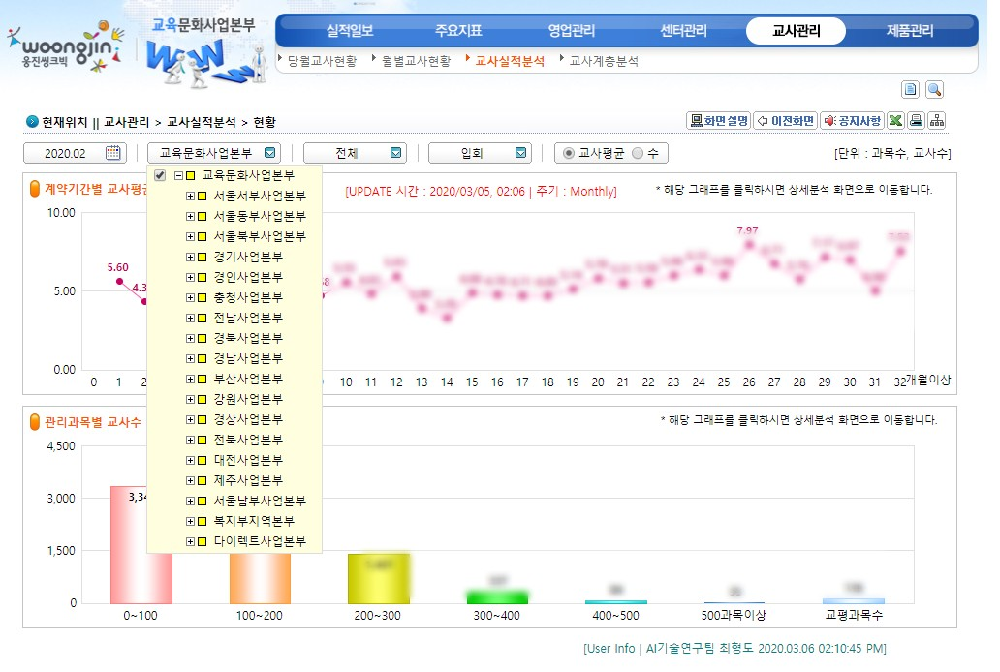 woongjin
웅진씽크빅
교육문화사업본부
WOW
실적일보 주요지표 영업관리 센터관리 교사관리 제품관리
당월교사현황 월별교사현황 교사실적분석 교사계층분석
현재위치 || 교사관리 > 교사실적분석 > 현황
화면설명 이전화면 공지사항
2020.02 교육문화사업본부 전체 입회 교사평균 수 [단위 : 과목수, 교사수]
계약기간별 교사평균
[UPDATE 시간 : 2020/03/05, 02:06 | 주기 : Monthly]
* 해당 그래프를 클릭하시면 상세분석 화면으로 이동합니다.
교육문화사업본부
서울서부사업본부
서울동부사업본부
서울북부사업본부
경기사업본부
경인사업본부
충청사업본부
전남사업본부
경북사업본부
경남사업본부
부산사업본부
강원사업본부
경상사업본부
전북사업본부
대전사업본부
제주사업본부
서울남부사업본부
복지부지역본부
다이렉트사업본부
10.00
5.00
0.00
5.60
4.3
7.97
0 1 2 10 11 12 13 14 15 16 17 18 19 20 21 22 23 24 25 26 27 28 29 30 31 32개월이상
관리과목별 교사수
* 해당 그래프를 클릭하시면 상세분석 화면으로 이동합니다.
4,500
3,000
1,500
0
3,34
0~100 100~200 200~300 300~400 400~500 500과목이상 교평과목수
[User Info | AI기술연구팀 최형도 2020.03.06 02:10:45 PM]